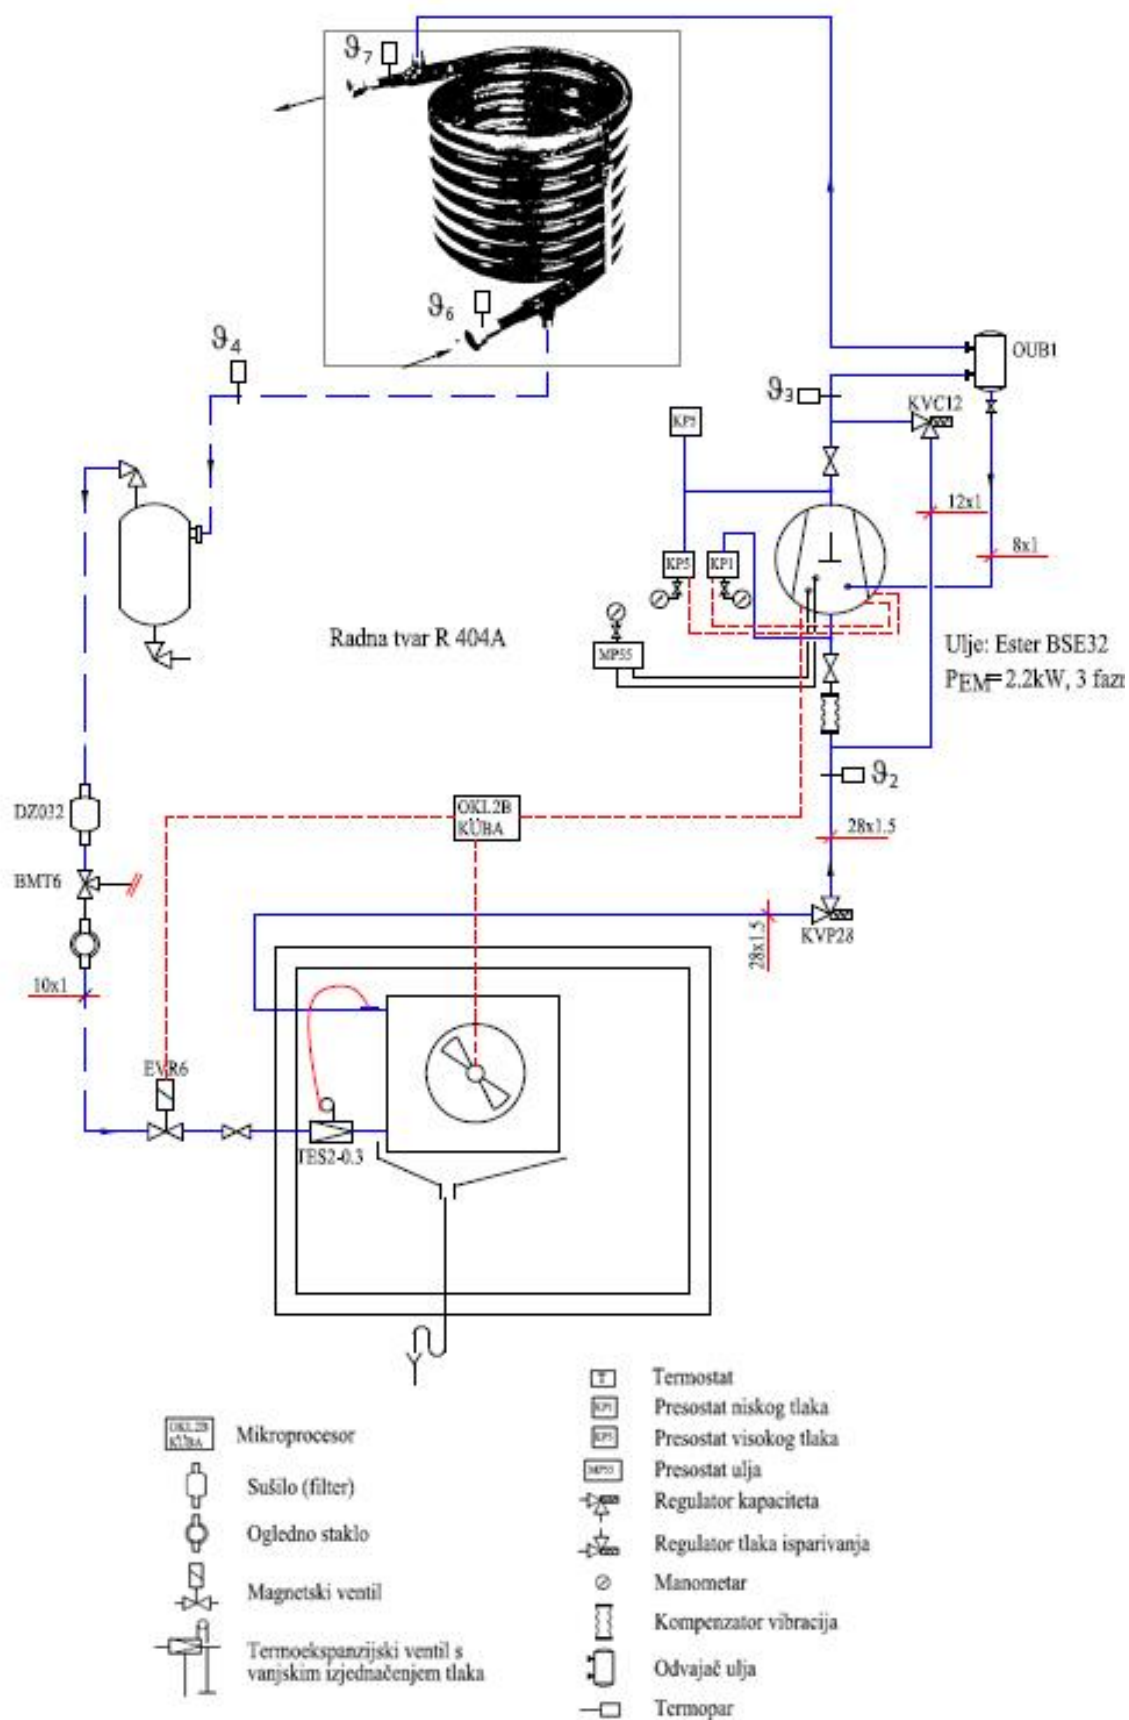 ϑ7
ϑ6
ϑ4
OUB1
ϑ3
KVC12
KP5
12x1
8x1
KP5
KP1
Radna tvar R 404A
MP55
Ulje: Ester BSE32
PEM= 2.2kW, 3 fazn
ϑ2
DZ032
OKL2B
KÜBA
28x1.5
BMT6
KVP28
28x1.5
10x1
EVR6
TES2-0.3
T Termostat
KP1 Presostat niskog tlaka
OKL2B
KÜBA Mikroprocesor
KP5 Presostat visokog tlaka
MP55 Presostat ulja
Sušilo (filter)
Regulator kapaciteta
Ogledno staklo
Regulator tlaka isparivanja
Magnetski ventil
Manometar
Kompenzator vibracija
Termoekspanzijski ventil s
vanjskim izjednačenjem tlaka
Odvajač ulja
Termopar